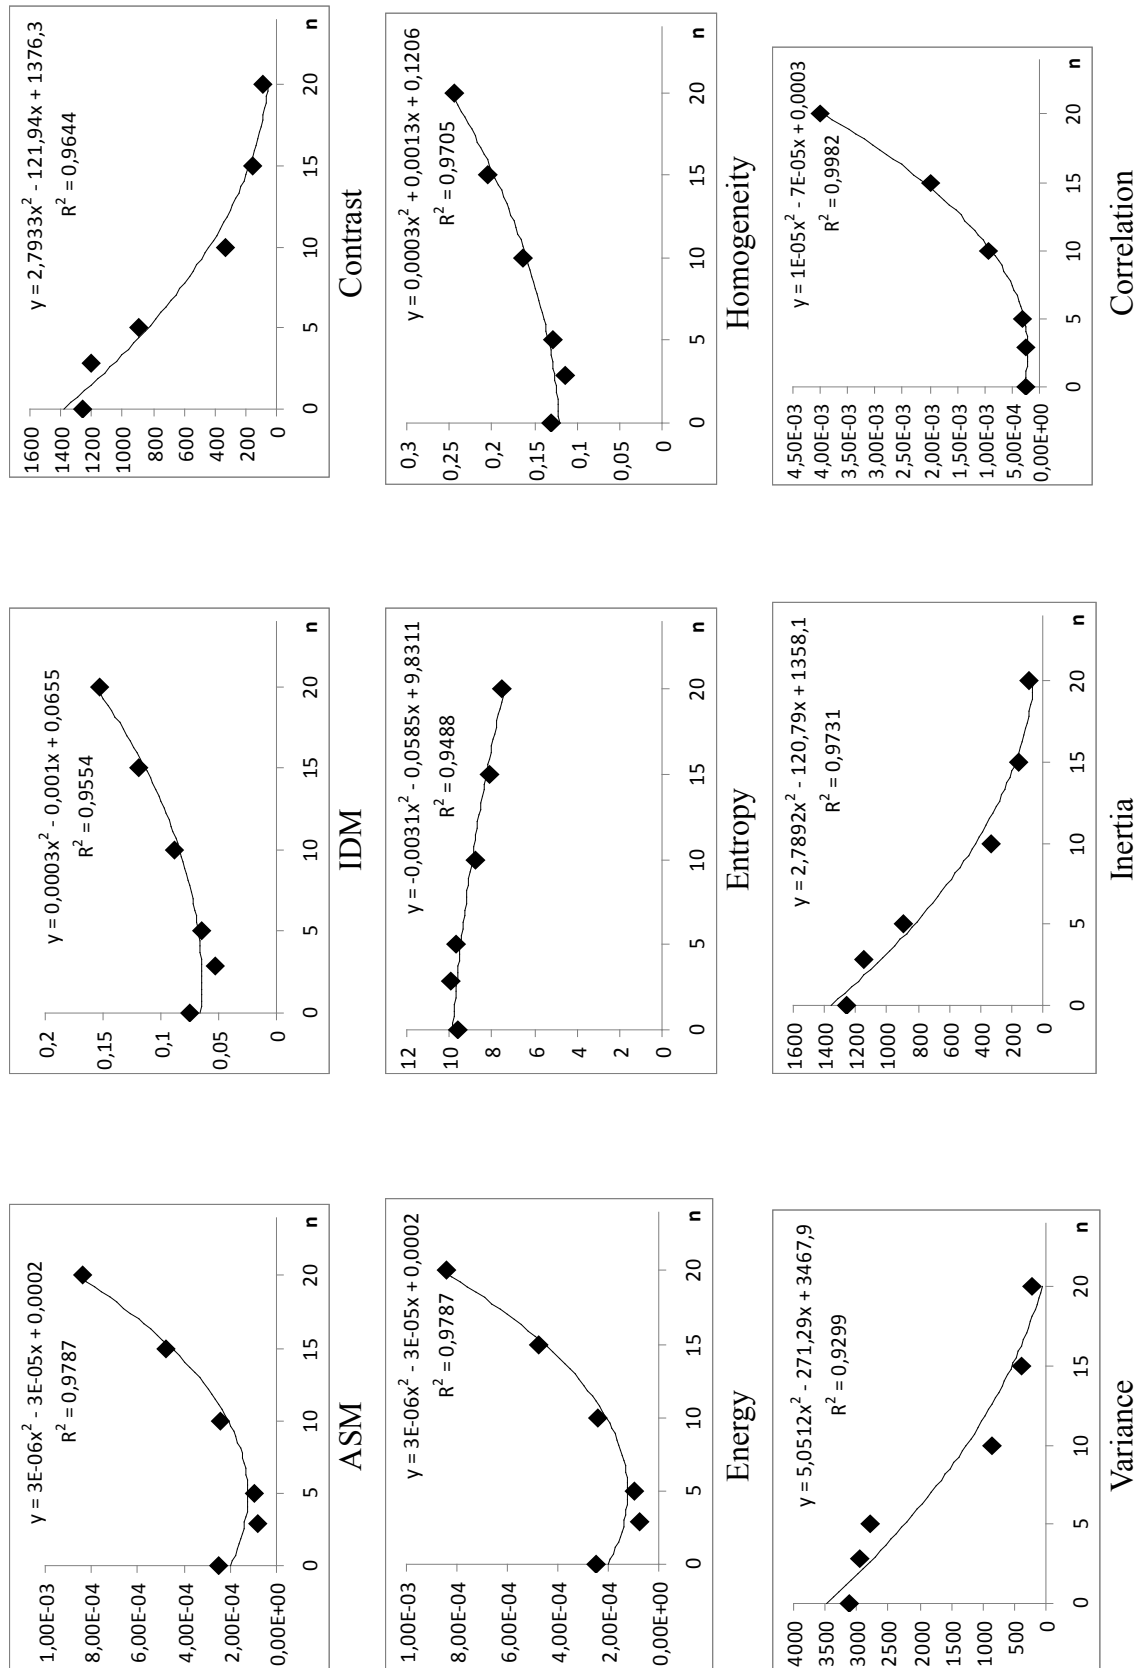 y = 3E-06x² - 3E-05x + 0,0002
R² = 0,9787
1,00E-03
8,00E-04
6,00E-04
4,00E-04
2,00E-04
0,00E+00
0 5 10 15 20
n
ASM
y = 0,0003x² - 0,001x + 0,0655
R² = 0,9554
0,2
0,15
0,1
0,05
0
0 5 10 15 20
n
IDM
y = 2,7933x² - 121,94x + 1376,3
R² = 0,9644
1600
1400
1200
1000
800
600
400
200
0
0 5 10 15 20
n
Contrast
y = 3E-06x² - 3E-05x + 0,0002
R² = 0,9787
1,00E-03
8,00E-04
6,00E-04
4,00E-04
2,00E-04
0,00E+00
0 5 10 15 20
n
Energy
y = -0,0031x² - 0,0585x + 9,8311
R² = 0,9488
12
10
8
6
4
2
0
0 5 10 15 20
n
Entropy
y = 0,0003x² + 0,0013x + 0,1206
R² = 0,9705
0,3
0,25
0,2
0,15
0,1
0,05
0
0 5 10 15 20
n
Homogeneity
y = 5,0512x² - 271,29x + 3467,9
R² = 0,9299
4000
3500
3000
2500
2000
1500
1000
500
0
0 5 10 15 20
n
Variance
y = 2,7892x² - 120,79x + 1358,1
R² = 0,9731
1600
1400
1200
1000
800
600
400
200
0
0 5 10 15 20
n
Inertia
y = 1E-05x² - 7E-05x + 0,0003
R² = 0,9982
4,50E-03
4,00E-03
3,50E-03
3,00E-03
2,50E-03
2,00E-03
1,50E-03
1,00E-03
5,00E-04
0,00E+00
0 5 10 15 20
n
Correlation